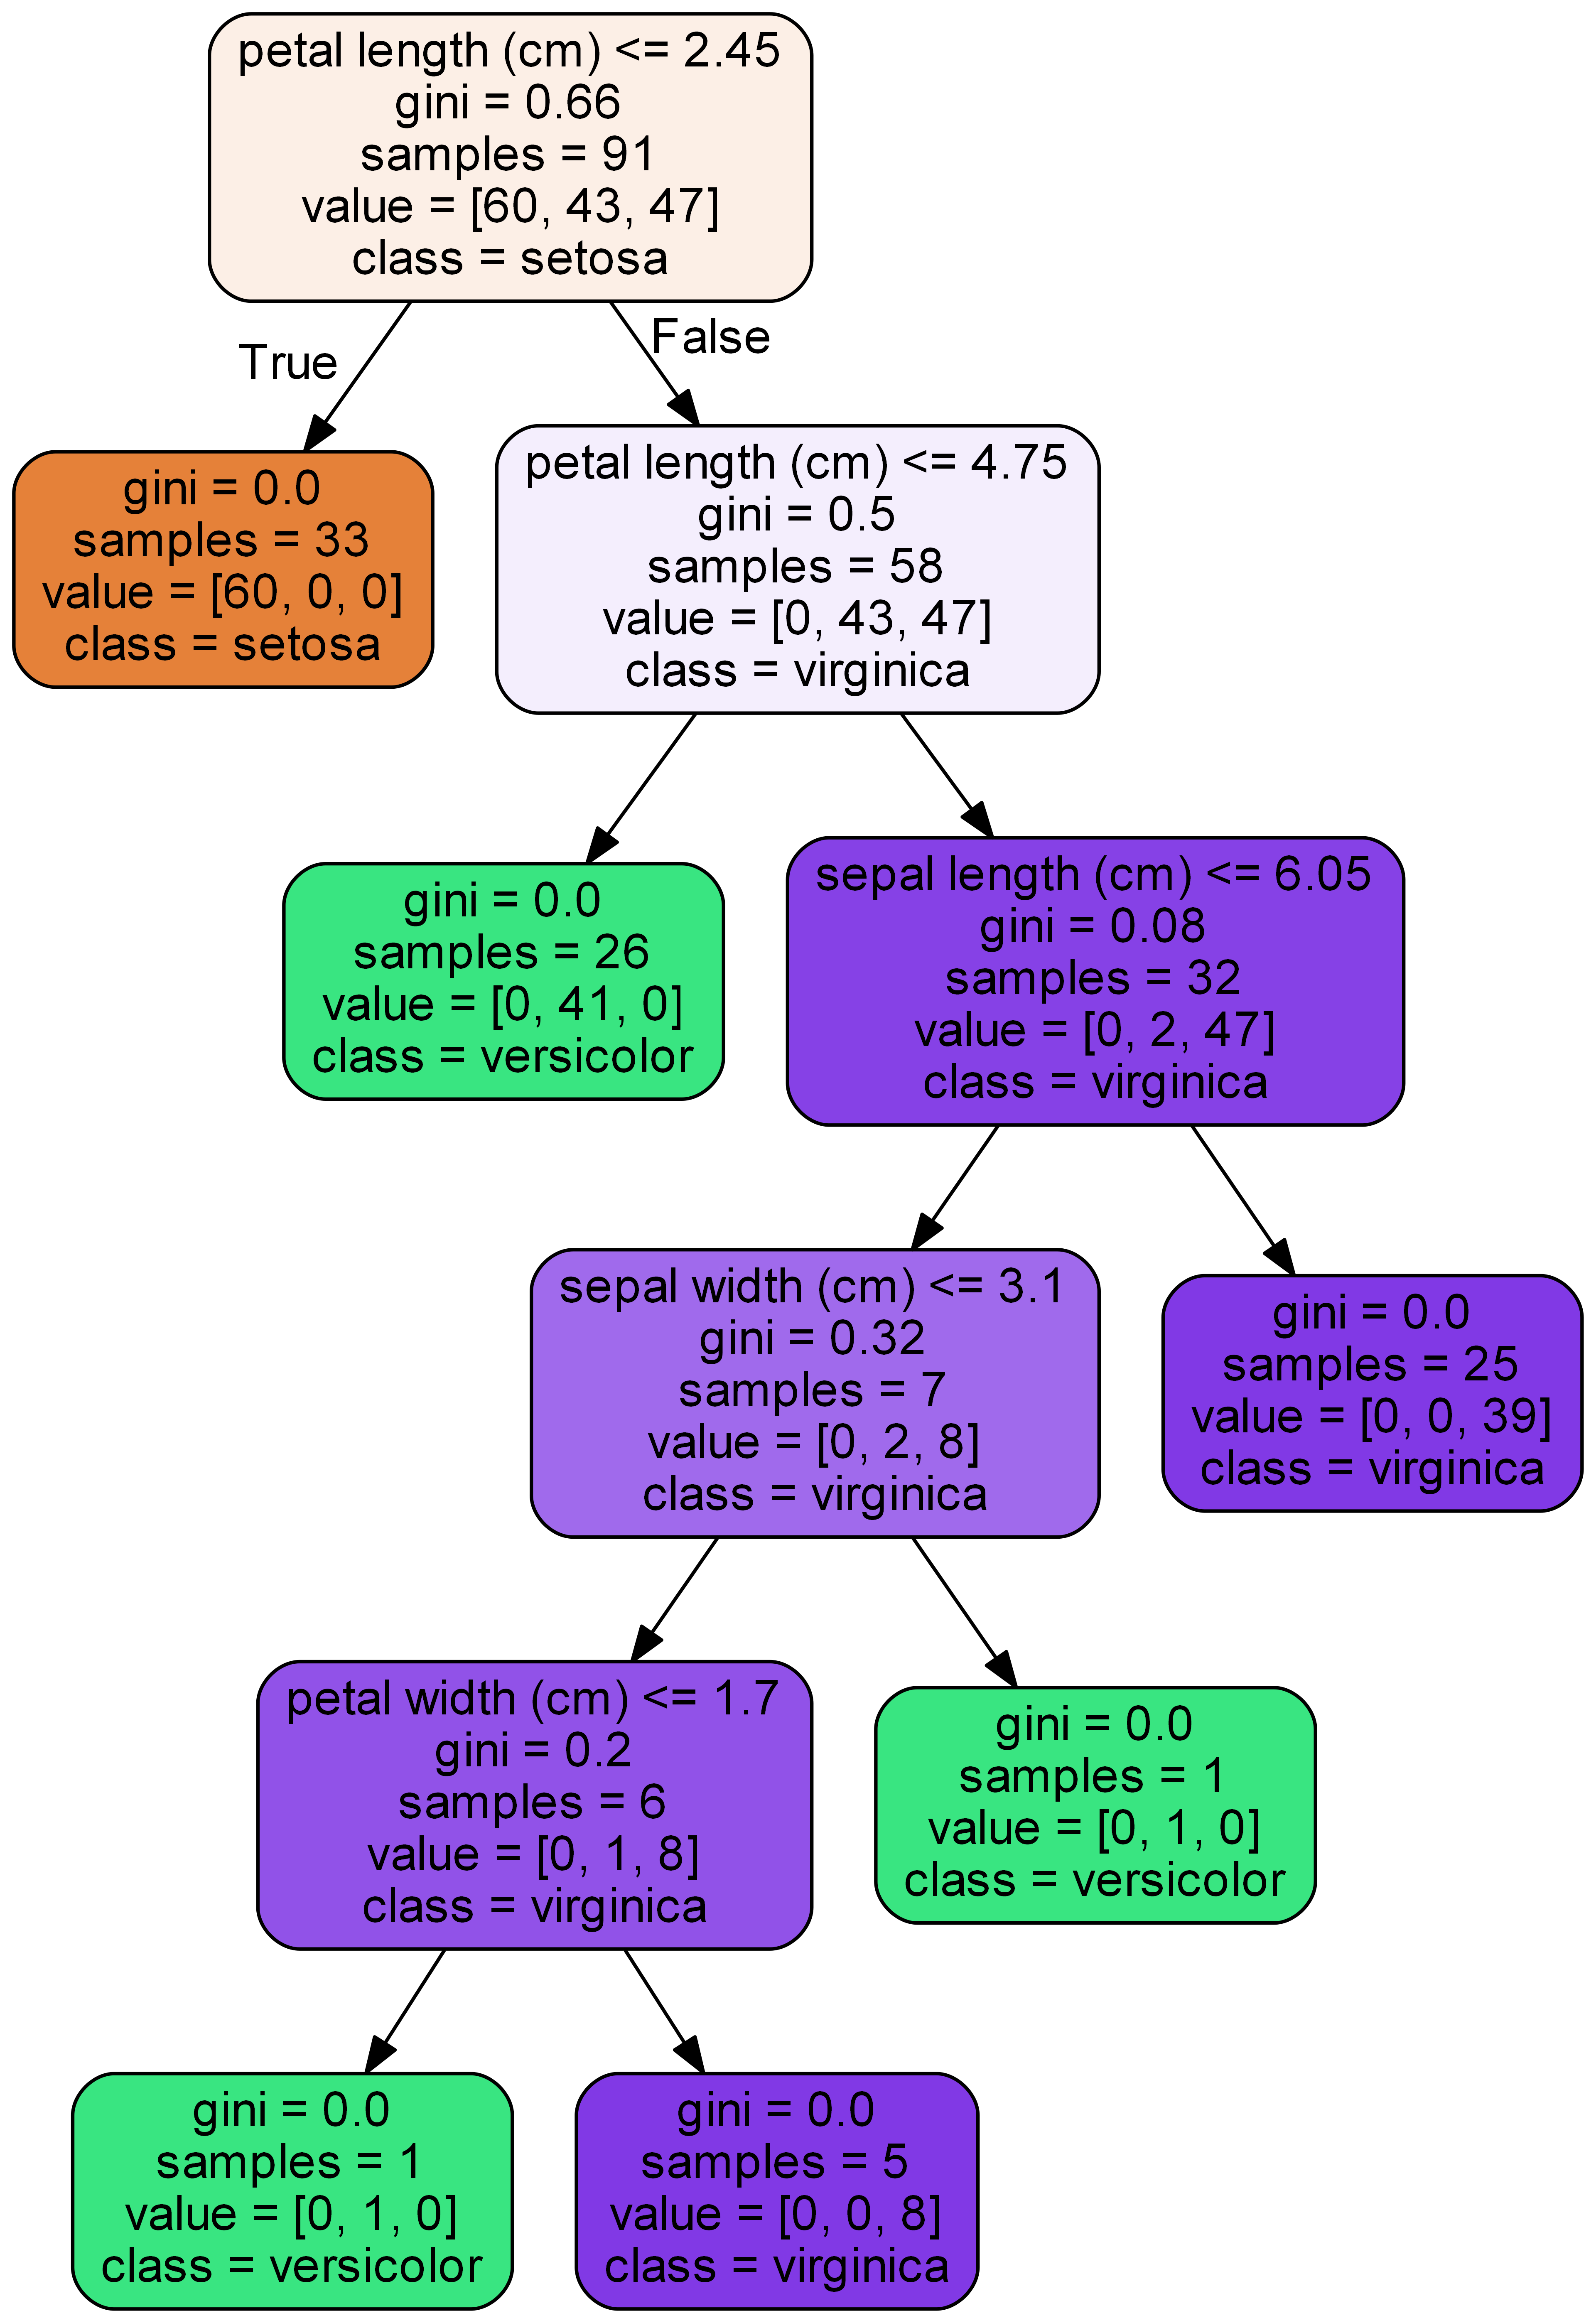 petal length (cm) <= 2.45
gini = 0.66
samples = 91
value = [60, 43, 47]
class = setosa
True
False
gini = 0.0
samples = 33
value = [60, 0, 0]
class = setosa
petal length (cm) <= 4.75
gini = 0.5
samples = 58
value = [0, 43, 47]
class = virginica
gini = 0.0
samples = 26
value = [0, 41, 0]
class = versicolor
sepal length (cm) <= 6.05
gini = 0.08
samples = 32
value = [0, 2, 47]
class = virginica
sepal width (cm) <= 3.1
gini = 0.32
samples = 7
value = [0, 2, 8]
class = virginica
gini = 0.0
samples = 25
value = [0, 0, 39]
class = virginica
petal width (cm) <= 1.7
gini = 0.2
samples = 6
value = [0, 1, 8]
class = virginica
gini = 0.0
samples = 1
value = [0, 1, 0]
class = versicolor
gini = 0.0
samples = 1
value = [0, 1, 0]
class = versicolor
gini = 0.0
samples = 5
value = [0, 0, 8]
class = virginica